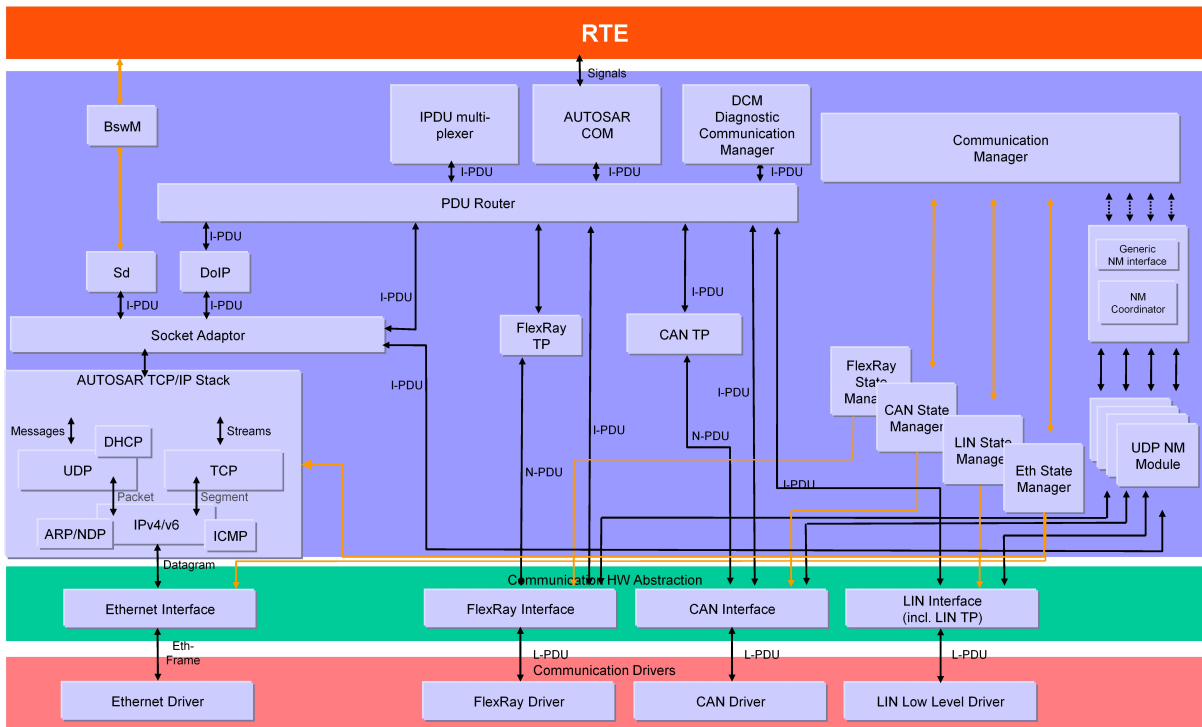 RTE
Signals
BswM
IPDU multi-
plexer
AUTOSAR
COM
DCM
Diagnostic
Communication
Manager
Communication
Manager
I-PDU
I-PDU
I-PDU
PDU Router
I-PDU
Generic
NM interface
Sd
DoIP
I-PDU
I-PDU
NM
Coordinator
I-PDU
I-PDU
Socket Adaptor
FlexRay
TP
CAN TP
AUTOSAR TCP/IP Stack
I-PDU
FlexRay
State
Manag
CAN State
Manager
LIN State
Manage
Eth State
Manager
Messages
Streams
DHCP
I-PDU
N-PDU
UDP
TCP
N-PDU
I-PDU
UDP NM
Module
Packet
Segment
ARP/NDP
IPv4/v6
ICMP
Datagram
Communication HW Abstraction
Ethernet Interface
FlexRay Interface
CAN Interface
LIN Interface
(incl. LIN TP)
Eth-
Frame
L-PDU
L-PDU
L-PDU
Communication Drivers
Ethernet Driver
FlexRay Driver
CAN Driver
LIN Low Level Driver